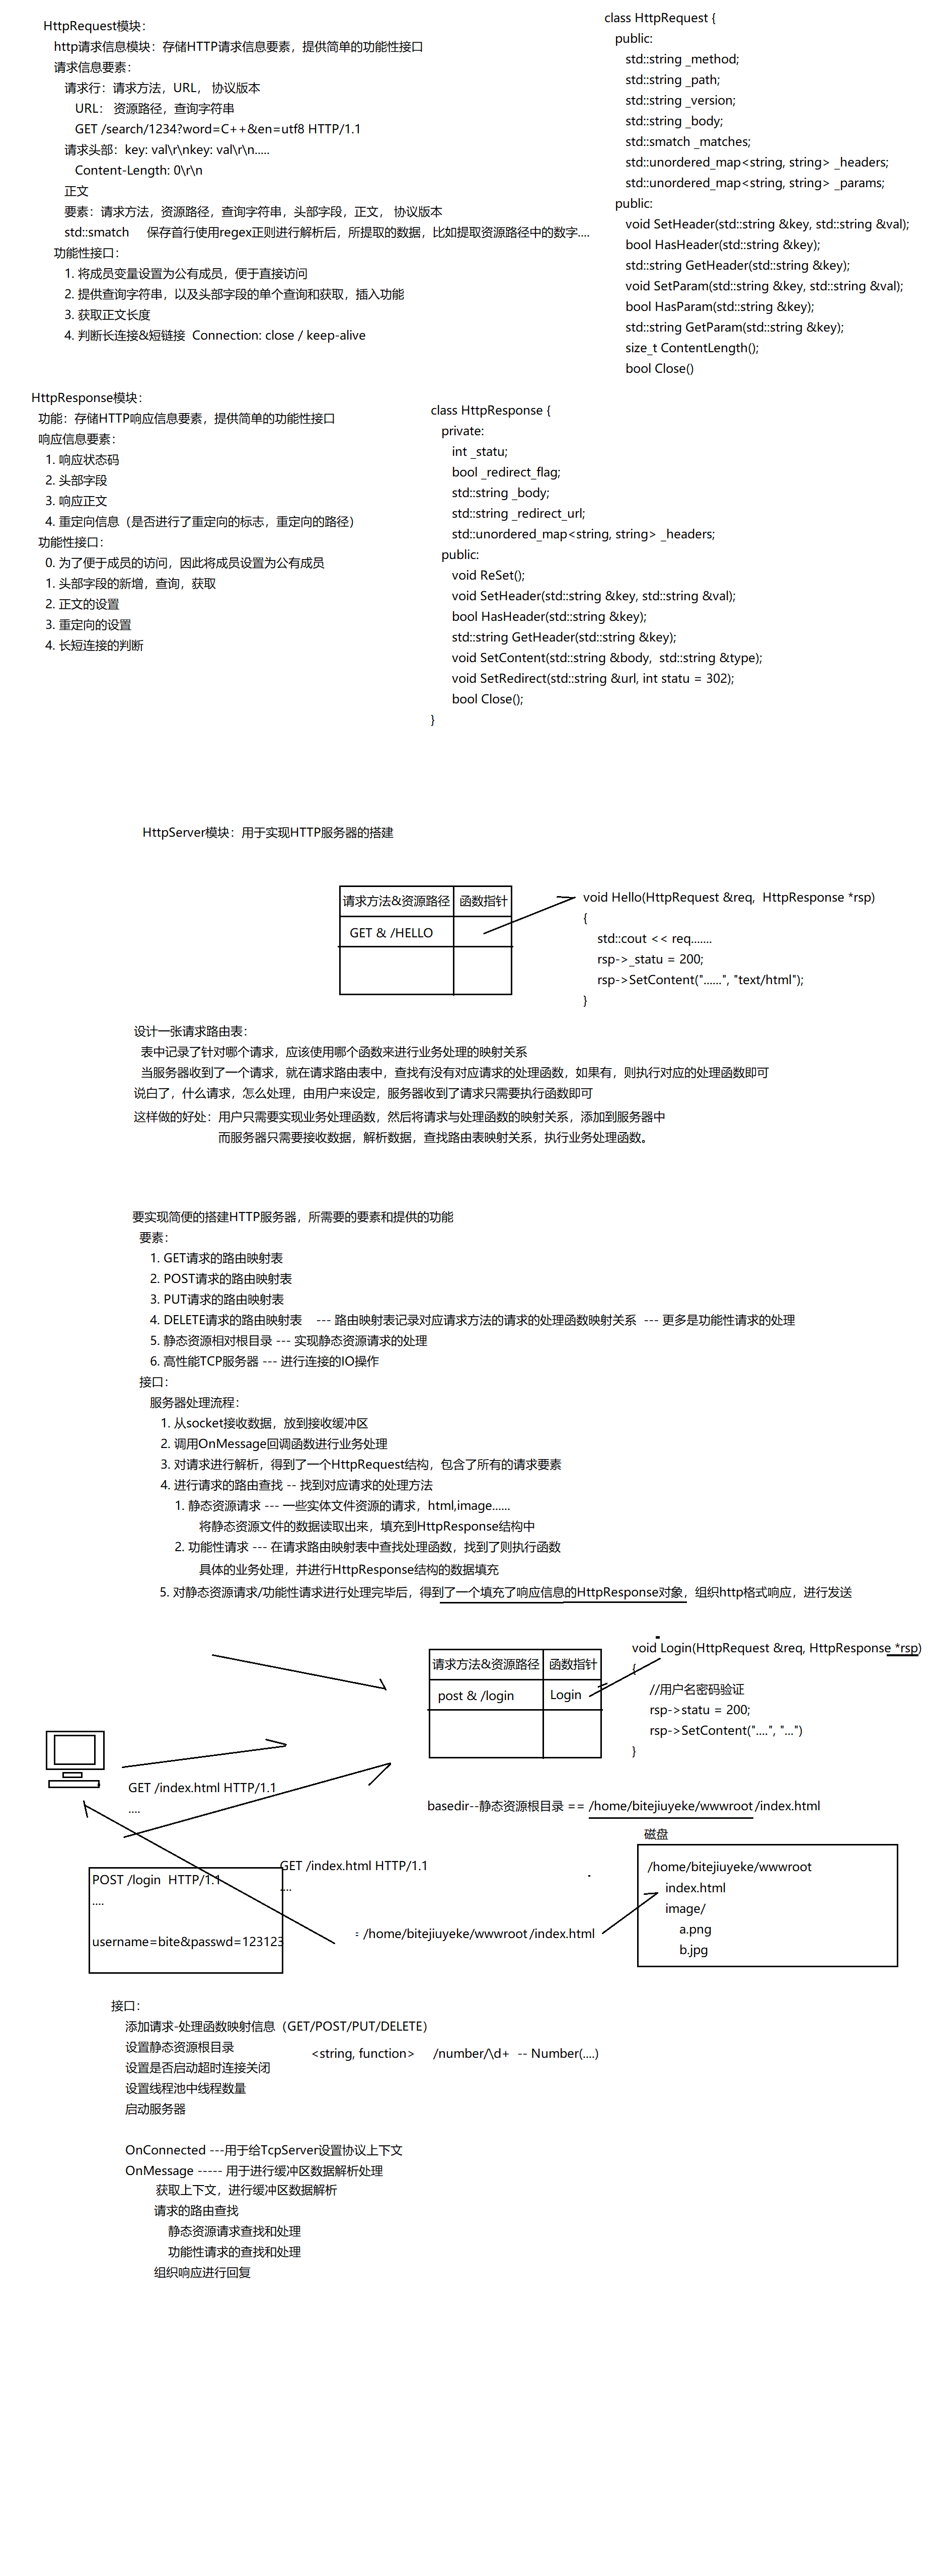 HttpRequest模块：
http请求信息模块：存储HTTP请求信息要素，提供简单的功能性接口
请求信息要素：
请求行：请求方法，URL， 协议版本
URL： 资源路径，查询字符串
GET /search/1234?word=C++&en=utf8 HTTP/1.1
请求头部：key: val\r\nkey: val\r\n.....
Content-Length: 0\r\n
正文
要素：请求方法，资源路径，查询字符串，头部字段，正文， 协议版本
std::smatch 保存首行使用regex正则进行解析后，所提取的数据，比如提取资源路径中的数字....
功能性接口：
1. 将成员变量设置为公有成员，便于直接访问
2. 提供查询字符串，以及头部字段的单个查询和获取，插入功能
3. 获取正文长度
4. 判断长连接&短链接 Connection: close / keep-alive
class HttpRequest {
public:
std::string _method;
std::string _path;
std::string _version;
std::string _body;
std::smatch _matches;
std::unordered_map<string, string> _headers;
std::unordered_map<string, string> _params;
public:
void SetHeader(std::string &key, std::string &val);
bool HasHeader(std::string &key);
std::string GetHeader(std::string &key);
void SetParam(std::string &key, std::string &val);
bool HasParam(std::string &key);
std::string GetParam(std::string &key);
size_t ContentLength();
bool Close()
HttpResponse模块：
功能：存储HTTP响应信息要素，提供简单的功能性接口
响应信息要素：
1. 响应状态码
2. 头部字段
3. 响应正文
4. 重定向信息（是否进行了重定向的标志，重定向的路径）
功能性接口：
0. 为了便于成员的访问，因此将成员设置为公有成员
1. 头部字段的新增，查询，获取
2. 正文的设置
3. 重定向的设置
4. 长短连接的判断
class HttpResponse {
private:
int _statu;
bool _redirect_flag;
std::string _body;
std::string _redirect_url;
std::unordered_map<string, string> _headers;
public:
void ReSet();
void SetHeader(std::string &key, std::string &val);
bool HasHeader(std::string &key);
std::string GetHeader(std::string &key);
void SetContent(std::string &body, std::string &type);
void SetRedirect(std::string &url, int statu = 302);
bool Close();
}
HttpServer模块：用于实现HTTP服务器的搭建
请求方法&资源路径 函数指针
GET & /HELLO
void Hello(HttpRequest &req, HttpResponse *rsp)
{
std::cout << req.......
rsp->_statu = 200;
rsp->SetContent("......", "text/html");
}
设计一张请求路由表：
表中记录了针对哪个请求，应该使用哪个函数来进行业务处理的映射关系
当服务器收到了一个请求，就在请求路由表中，查找有没有对应请求的处理函数，如果有，则执行对应的处理函数即可
说白了，什么请求，怎么处理，由用户来设定，服务器收到了请求只需要执行函数即可
这样做的好处：用户只需要实现业务处理函数，然后将请求与处理函数的映射关系，添加到服务器中
而服务器只需要接收数据，解析数据，查找路由表映射关系，执行业务处理函数。
要实现简便的搭建HTTP服务器，所需要的要素和提供的功能
要素：
1. GET请求的路由映射表
2. POST请求的路由映射表
3. PUT请求的路由映射表
4. DELETE请求的路由映射表 --- 路由映射表记录对应请求方法的请求的处理函数映射关系 --- 更多是功能性请求的处理
5. 静态资源相对根目录 --- 实现静态资源请求的处理
6. 高性能TCP服务器 --- 进行连接的IO操作
接口：
服务器处理流程：
1. 从socket接收数据，放到接收缓冲区
2. 调用OnMessage回调函数进行业务处理
3. 对请求进行解析，得到了一个HttpRequest结构，包含了所有的请求要素
4. 进行请求的路由查找 -- 找到对应请求的处理方法
1. 静态资源请求 --- 一些实体文件资源的请求，html,image......
将静态资源文件的数据读取出来，填充到HttpResponse结构中
2. 功能性请求 --- 在请求路由映射表中查找处理函数，找到了则执行函数
具体的业务处理，并进行HttpResponse结构的数据填充
5. 对静态资源请求/功能性请求进行处理完毕后，得到了一个填充了响应信息的HttpResponse对象，组织http格式响应，进行发送
请求方法&资源路径 函数指针
post & /login Login
void Login(HttpRequest &req, HttpResponse *rsp)
{
//用户名密码验证
rsp->statu = 200;
rsp->SetContent("....", "...")
}
GET /index.html HTTP/1.1
....
basedir--静态资源根目录 == /home/bitejiuyeke/wwwroot/index.html
磁盘
/home/bitejiuyeke/wwwroot
index.html
image/
a.png
b.jpg
GET /index.html HTTP/1.1
....
POST /login HTTP/1.1
....
username=bite&passwd=123123
: /home/bitejiuyeke/wwwroot/index.html
接口：
添加请求-处理函数映射信息（GET/POST/PUT/DELETE）
设置静态资源根目录
<string, function> /number/\d+ -- Number(....)
设置是否启动超时连接关闭
设置线程池中线程数量
启动服务器
OnConnected ---用于给TcpServer设置协议上下文
OnMessage ----- 用于进行缓冲区数据解析处理
获取上下文，进行缓冲区数据解析
请求的路由查找
静态资源请求查找和处理
功能性请求的查找和处理
组织响应进行回复